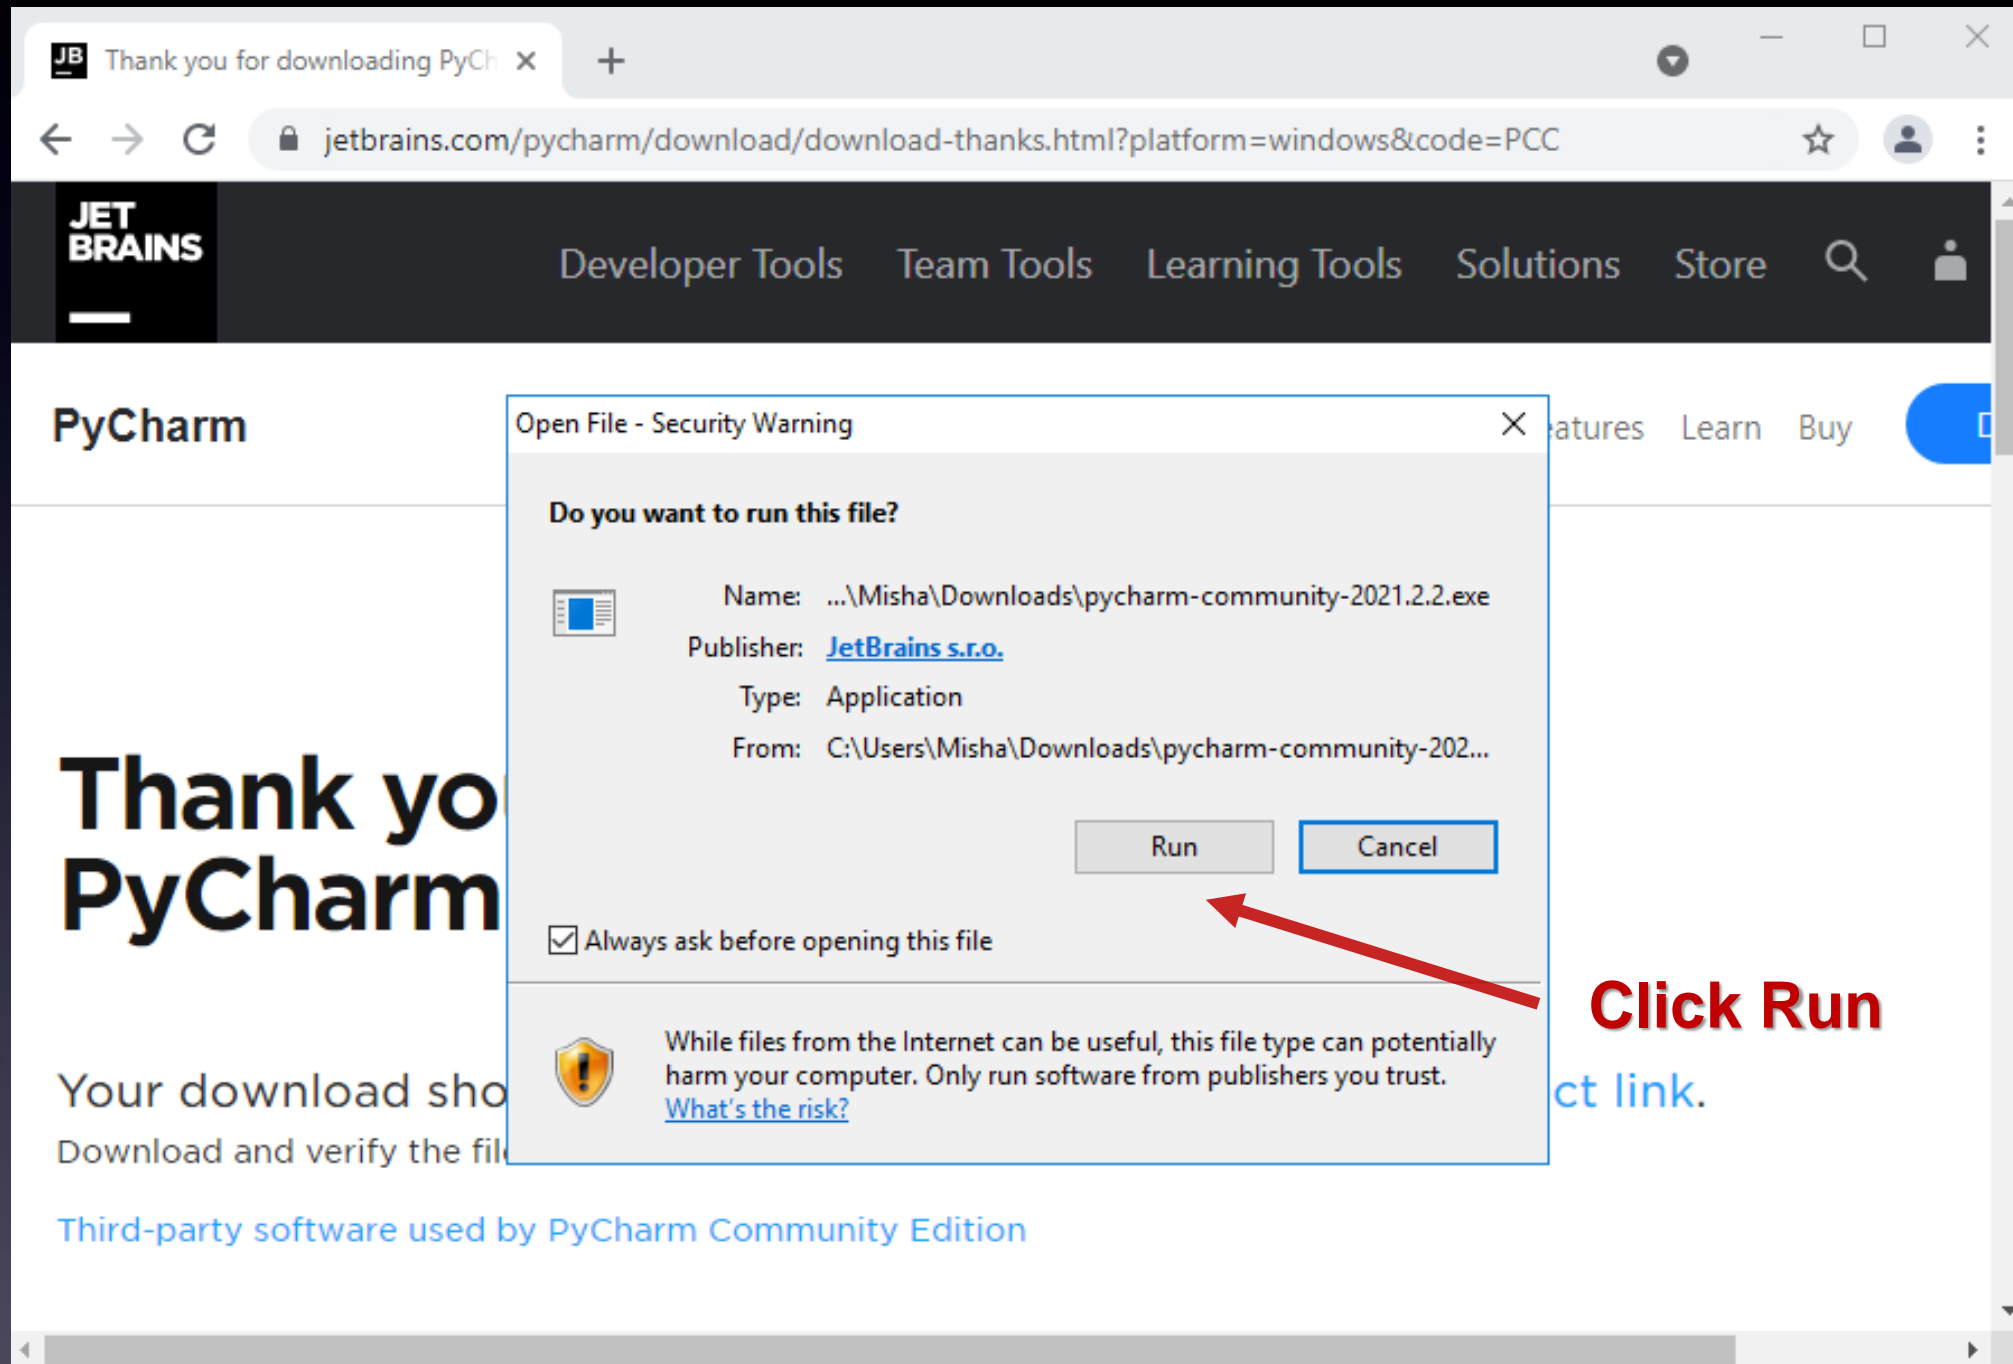 JB Thank you for downloading PyCh
jetbrains.com/pycharm/download/download-thanks.html?platform=windows&code=PCC
JET
BRAINS
Developer Tools Team Tools Learning Tools Solutions Store
PyCharm
eatures Learn Buy D
Open File - Security Warning
Do you want to run this file?
Name: ...\Misha\Downloads\pycharm-community-2021.2.2.exe
Publisher: JetBrains s.r.o.
Type: Application
From: C:\Users\Misha\Downloads\pycharm-community-202...
Run Cancel
Always ask before opening this file
While files from the Internet can be useful, this file type can potentially
harm your computer. Only run software from publishers you trust.
What's the risk?
Click Run
Thank yo
PyCharm
Your download sho
ct link.
Download and verify the fil
Third-party software used by PyCharm Community Edition